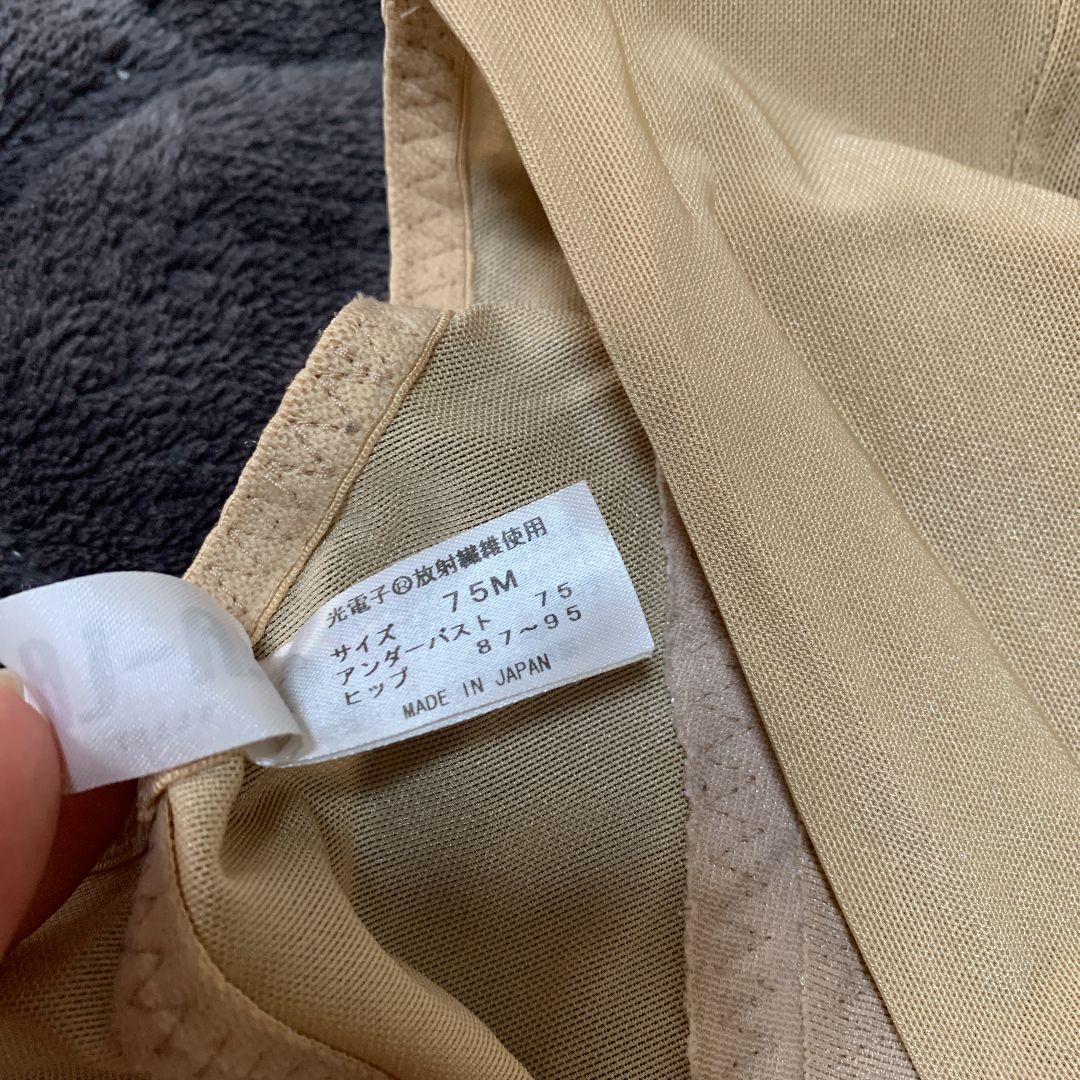 光電子®放射繊維使用
サイズ 75M
アンダーバスト 75
ヒップ 87～95
MADE IN JAPAN